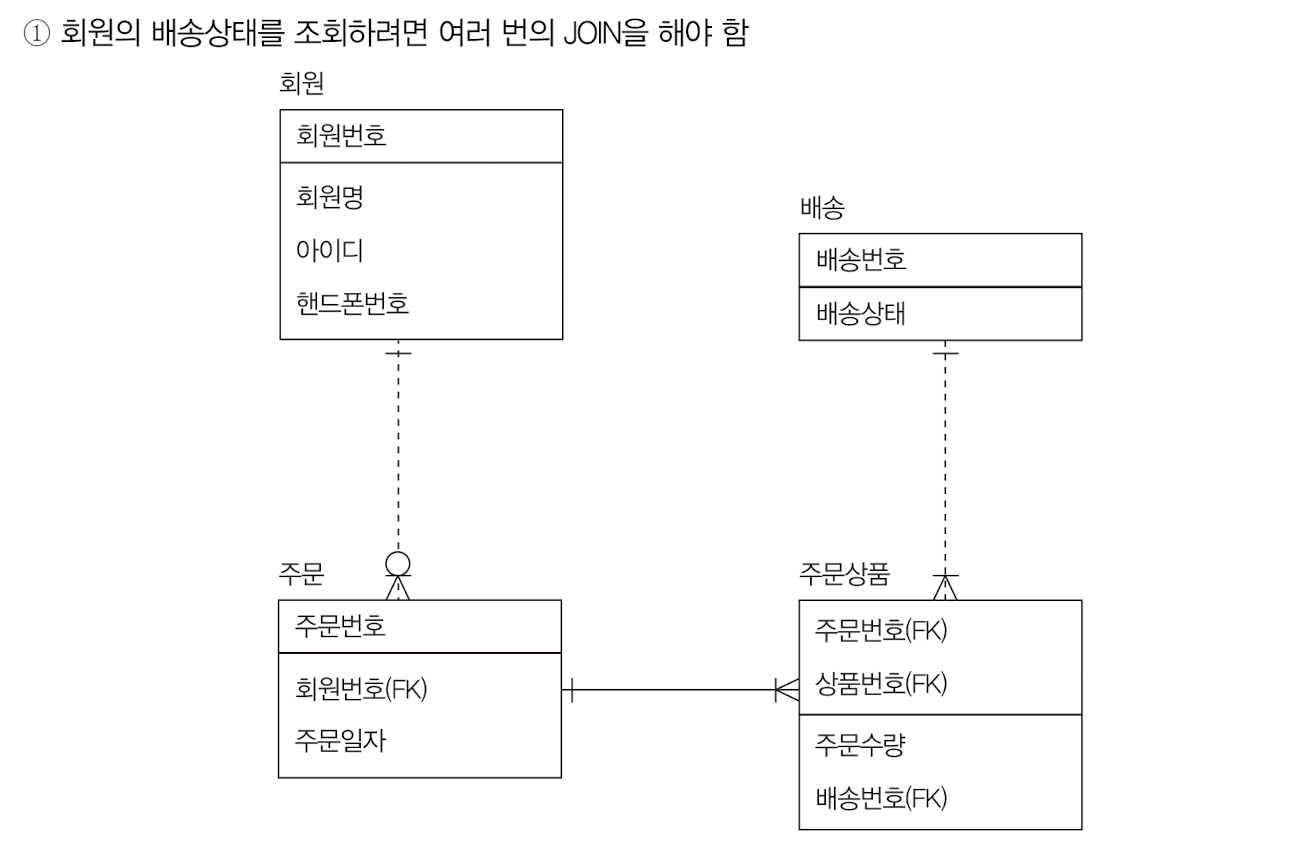 ① 회원의 배송상태를 조회하려면 여러 번의 JOIN을 해야 함
회원
회원번호
회원명
아이디
핸드폰번호
배송
배송번호
배송상태
주문
주문번호
회원번호(FK)
주문일자
주문상품
주문번호(FK)
상품번호(FK)
주문수량
배송번호(FK)